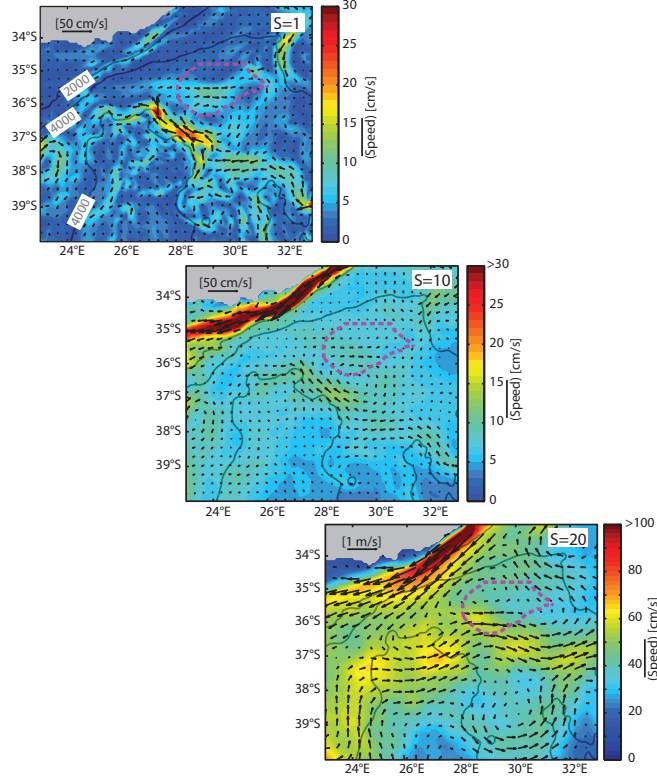 [50 cm/s]
S=1
30
34°S
25
35°S
2000
20
36°S
4000
15
37°S
10
38°S
5
39°S
4000
0
24°E 26°E 28°E 30°E 32°E
(Speed) [cm/s]
[50 cm/s]
S=10
>30
34°S
25
35°S
20
36°S
15
37°S
10
38°S
5
39°S
0
24°E 26°E 28°E 30°E 32°E
(Speed) [cm/s]
[1 m/s]
S=20
>100
34°S
80
35°S
36°S
60
37°S
40
38°S
20
39°S
0
24°E 26°E 28°E 30°E 32°E
(Speed) [cm/s]